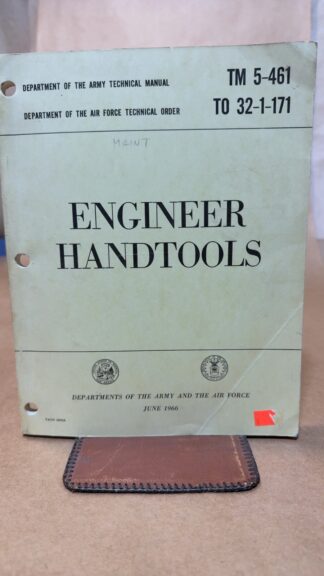 DEPARTMENT OF THE ARMY TECHNICAL MANUAL
TM 5-461
DEPARTMENT OF THE AIR FORCE TECHNICAL ORDER
TO 32-1-171
MAINT
ENGINEER
HANDTOOLS
DEPARTMENTS OF THE ARMY AND THE AIR FORCE
JUNE 1966